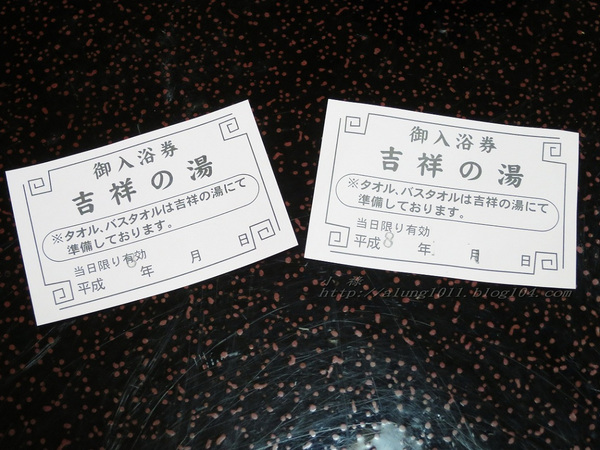 御入浴券
吉祥の湯
※タオル、バスタオルは吉祥の湯にて
準備しております。
当日限り有効
平成 年 月 日
御入浴券
吉祥の湯
※タオル、バスタオルは吉祥の湯にて
準備しております。
当日限り有効
平成8 年 月 日
小
http://alung1011.blog104.com/